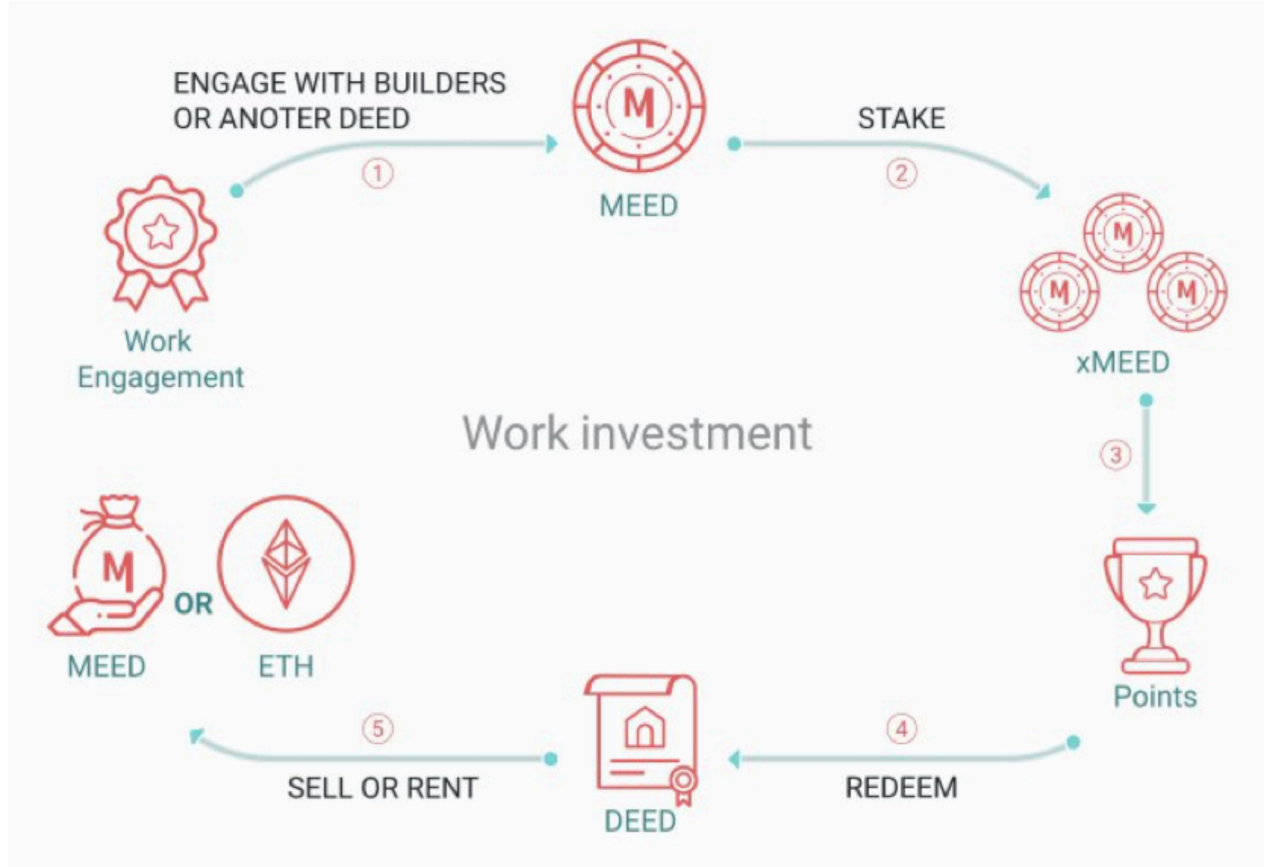 ENGAGE WITH BUILDERS
OR ANOTER DEED
①
M
MEED
STAKE
②
M
M
M
xMEED
Work
Engagement
Work investment
③
M
OR
MEED
ETH
Points
⑤
SELL OR RENT
DEED
④
REDEEM